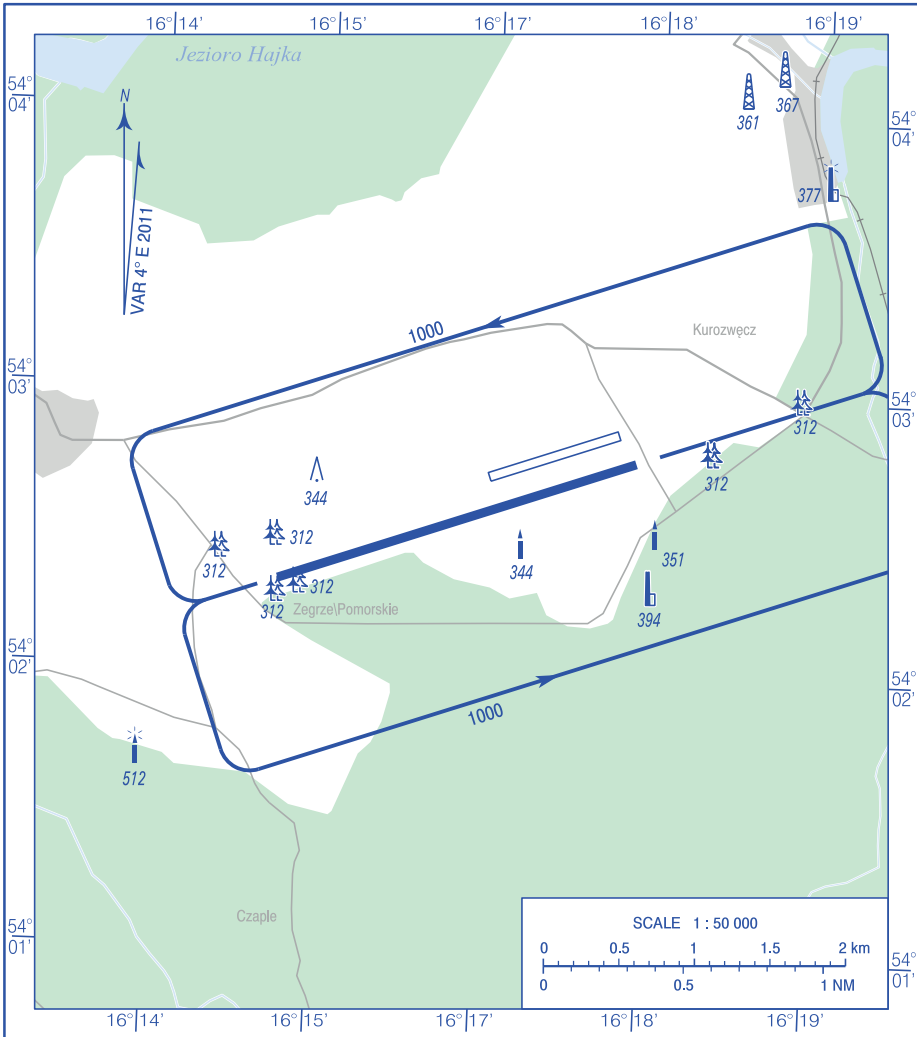 16°14' 16°15' 16°17' 16°18' 16°19'
Jezioro Hajka
54° 04'
54° 04'
N
VAR 4° E 2011
361
367
377
1000
Kurozwęcz
54° 03'
54° 03'
312
312
344
312
312
344
351
312
312
Zegrze\Pomorskie
394
54° 02'
54° 02'
1000
512
Czaple
54° 01'
54° 01'
SCALE 1 : 50 000
0 0.5 1 1.5 2 km
0 0.5 1 NM
16°14' 16°15' 16°17' 16°18' 16°19'